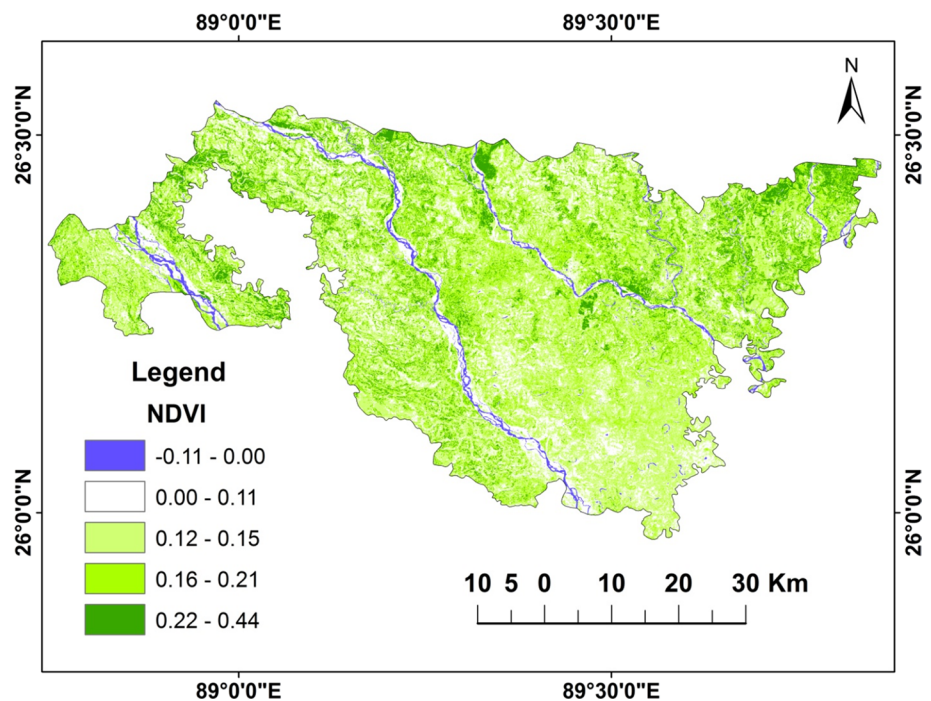 89°0'0"E 89°30'0"E
N
26°30'0"N 26°30'0"N
Legend
NDVI
-0.11 - 0.00
0.00 - 0.11
0.12 - 0.15
0.16 - 0.21
0.22 - 0.44
26°0'0"N 26°0'0"N
10 5 0 10 20 30 Km
89°0'0"E 89°30'0"E